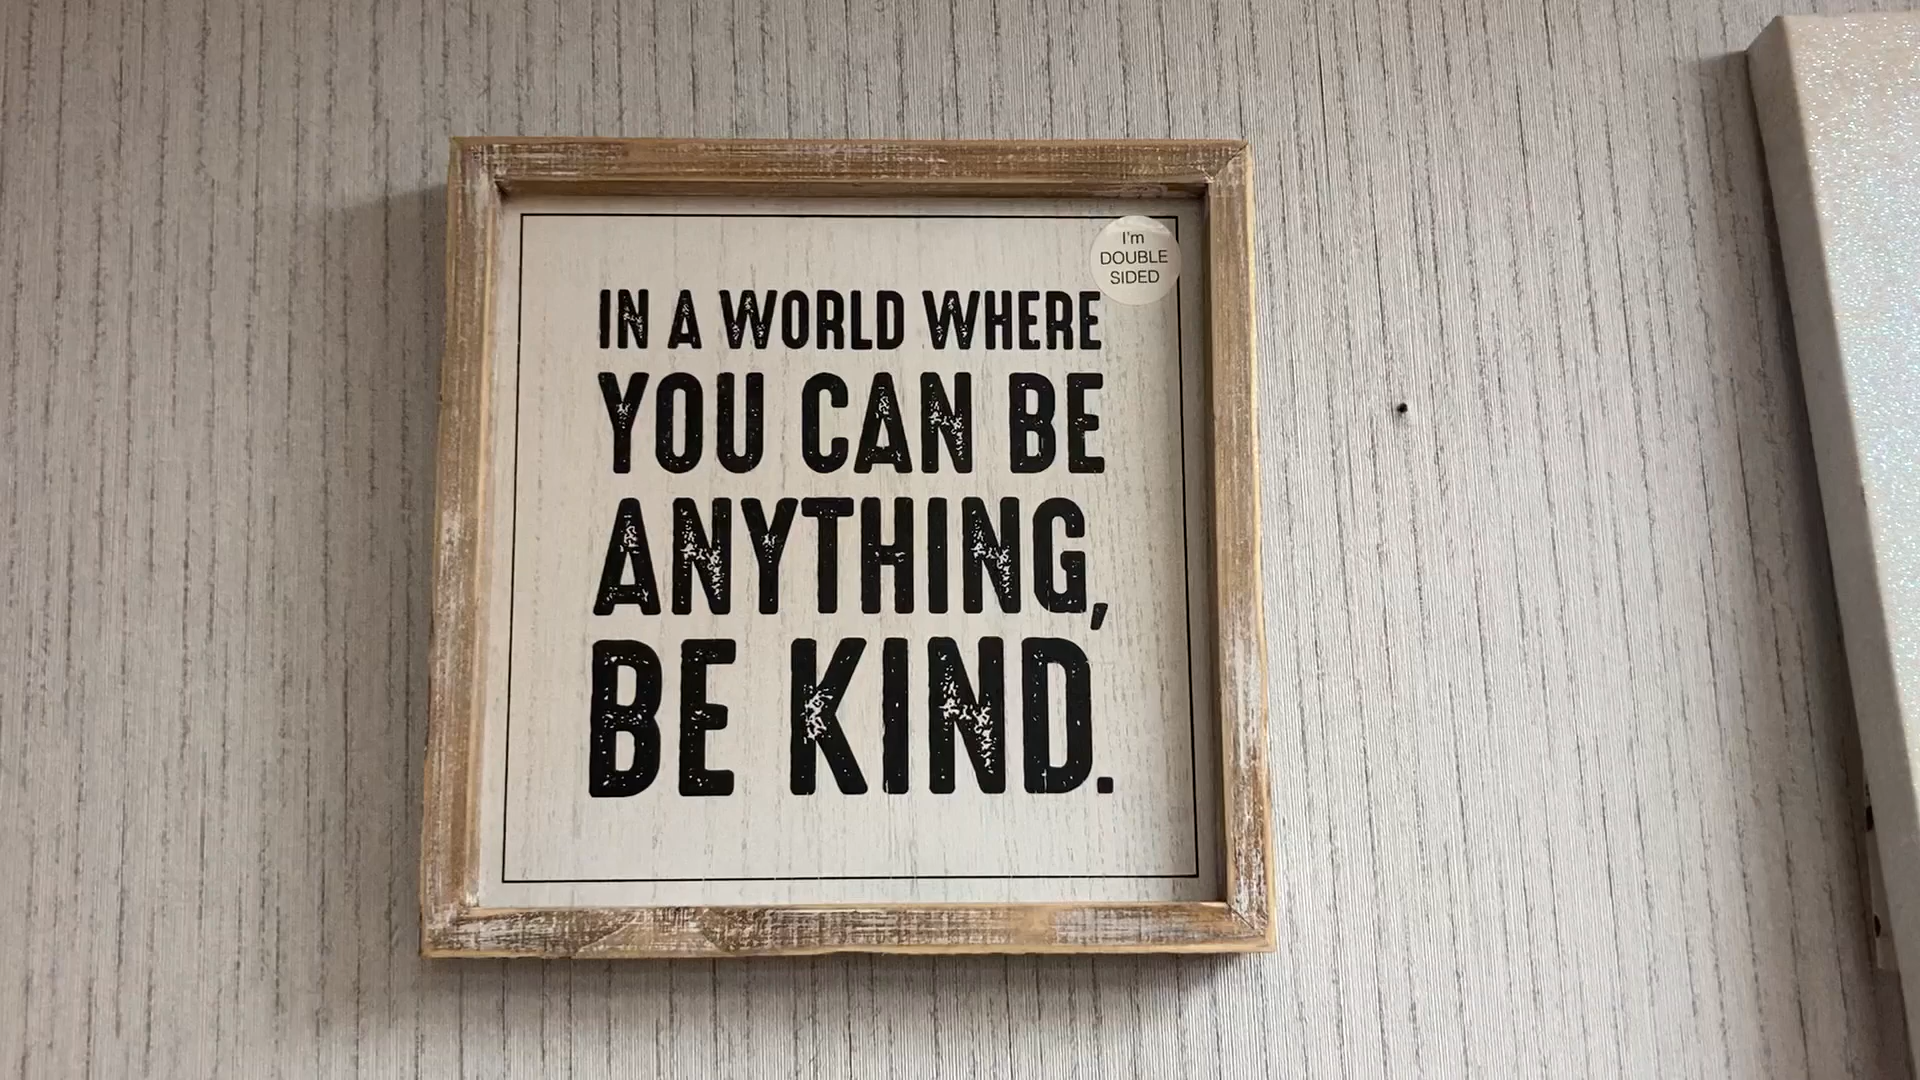 I'm
DOUBLE
SIDED
IN A WORLD WHERE
YOU CAN BE
ANYTHING,
BE KIND.